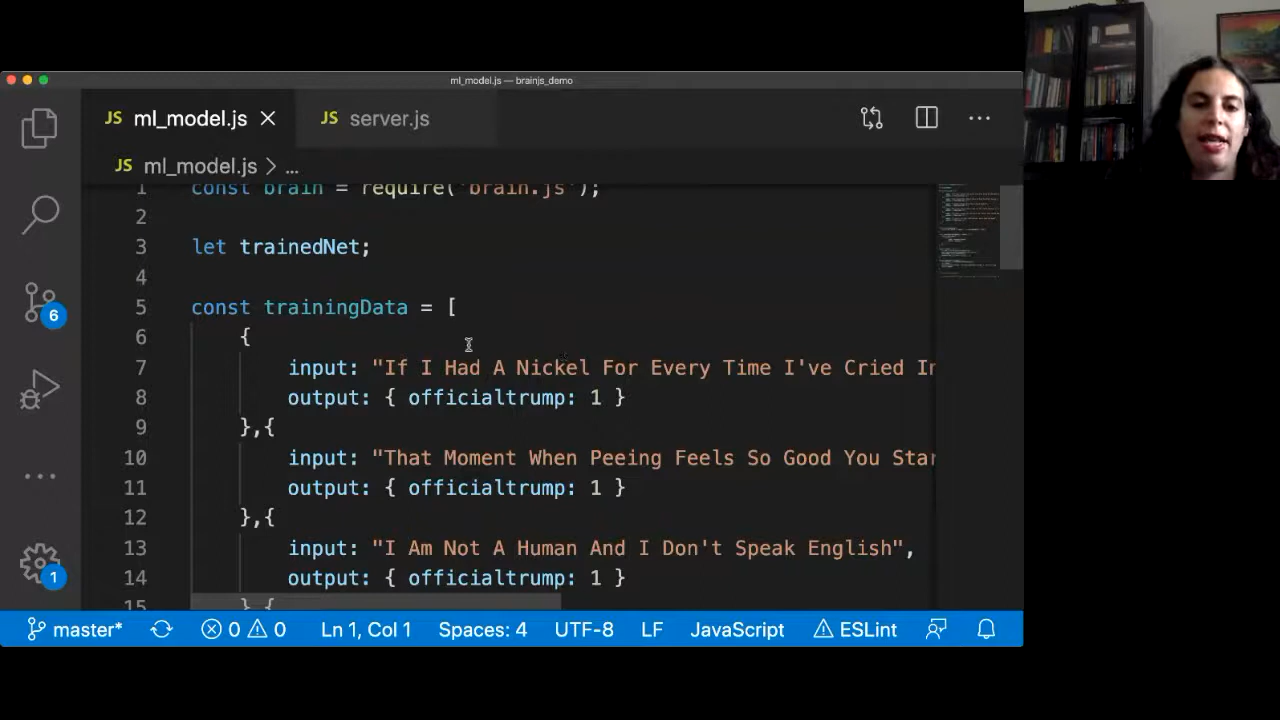 ml_model.js — brainjs_demo
JS ml_model.js × JS server.js
JS ml_model.js > ...
1 const brain = require('brain.js');
2
3 let trainedNet;
4
5 const trainingData = [
6 {
7 input: "If I Had A Nickel For Every Time I've Cried In
8 output: { officialtrump: 1 }
9 },{
10 input: "That Moment When Peeing Feels So Good You Star
11 output: { officialtrump: 1 }
12 },{
13 input: "I Am Not A Human And I Don't Speak English",
14 output: { officialtrump: 1 }
15 },{
6
1
master* 0 0 Ln 1, Col 1 Spaces: 4 UTF-8 LF JavaScript ESLint